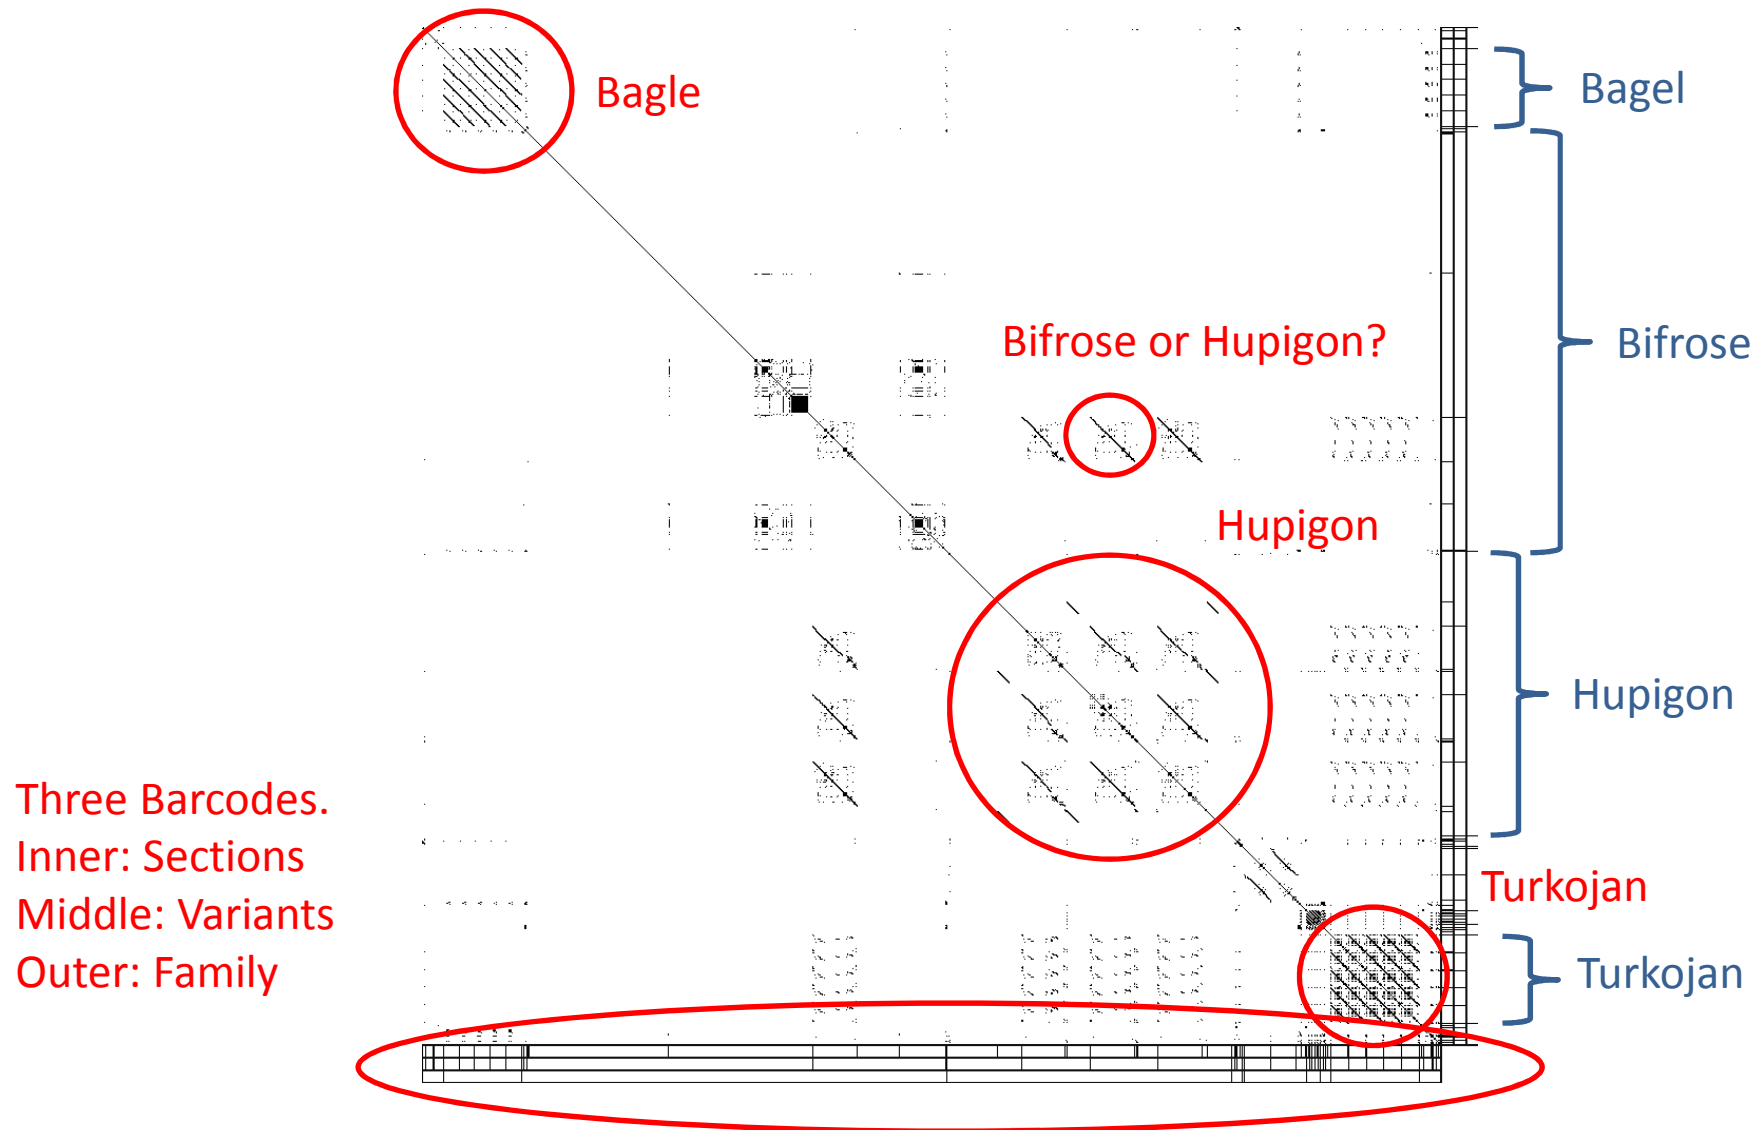 Bagle
Bagel
Bifrose or Hupigon?
Bifrose
Hupigon
Hupigon
Three Barcodes.
Inner: Sections
Middle: Variants
Outer: Family
Turkojan
Turkojan